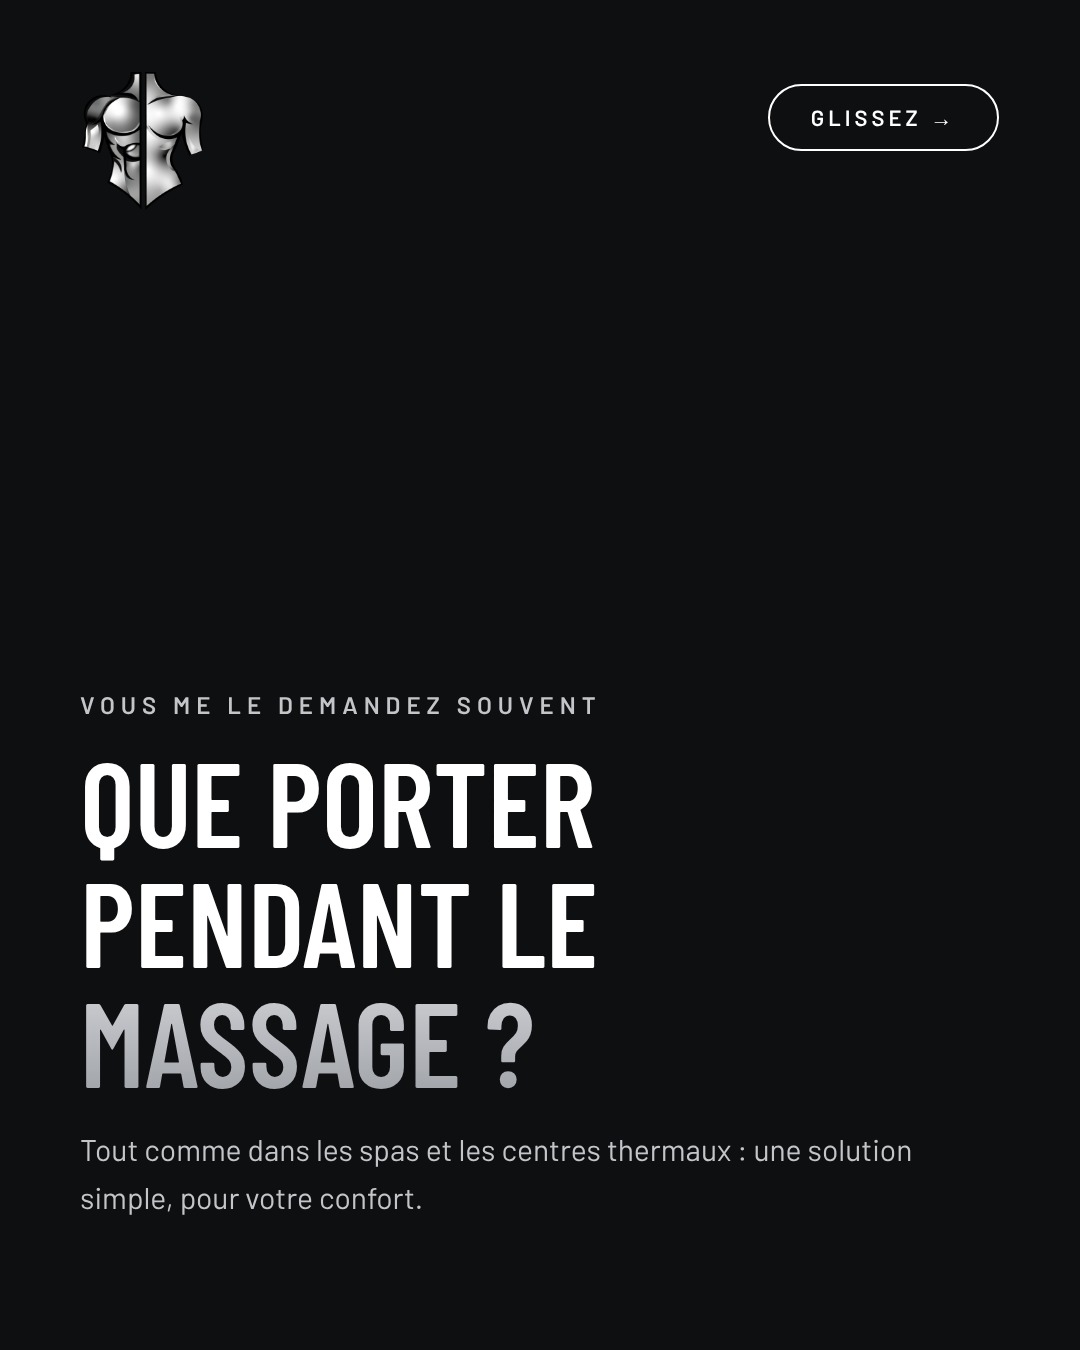 GLISSEZ →
VOUS ME LE DEMANDEZ SOUVENT
QUE PORTER
PENDANT LE
MASSAGE ?
Tout comme dans les spas et les centres thermaux : une solution
simple, pour votre confort.